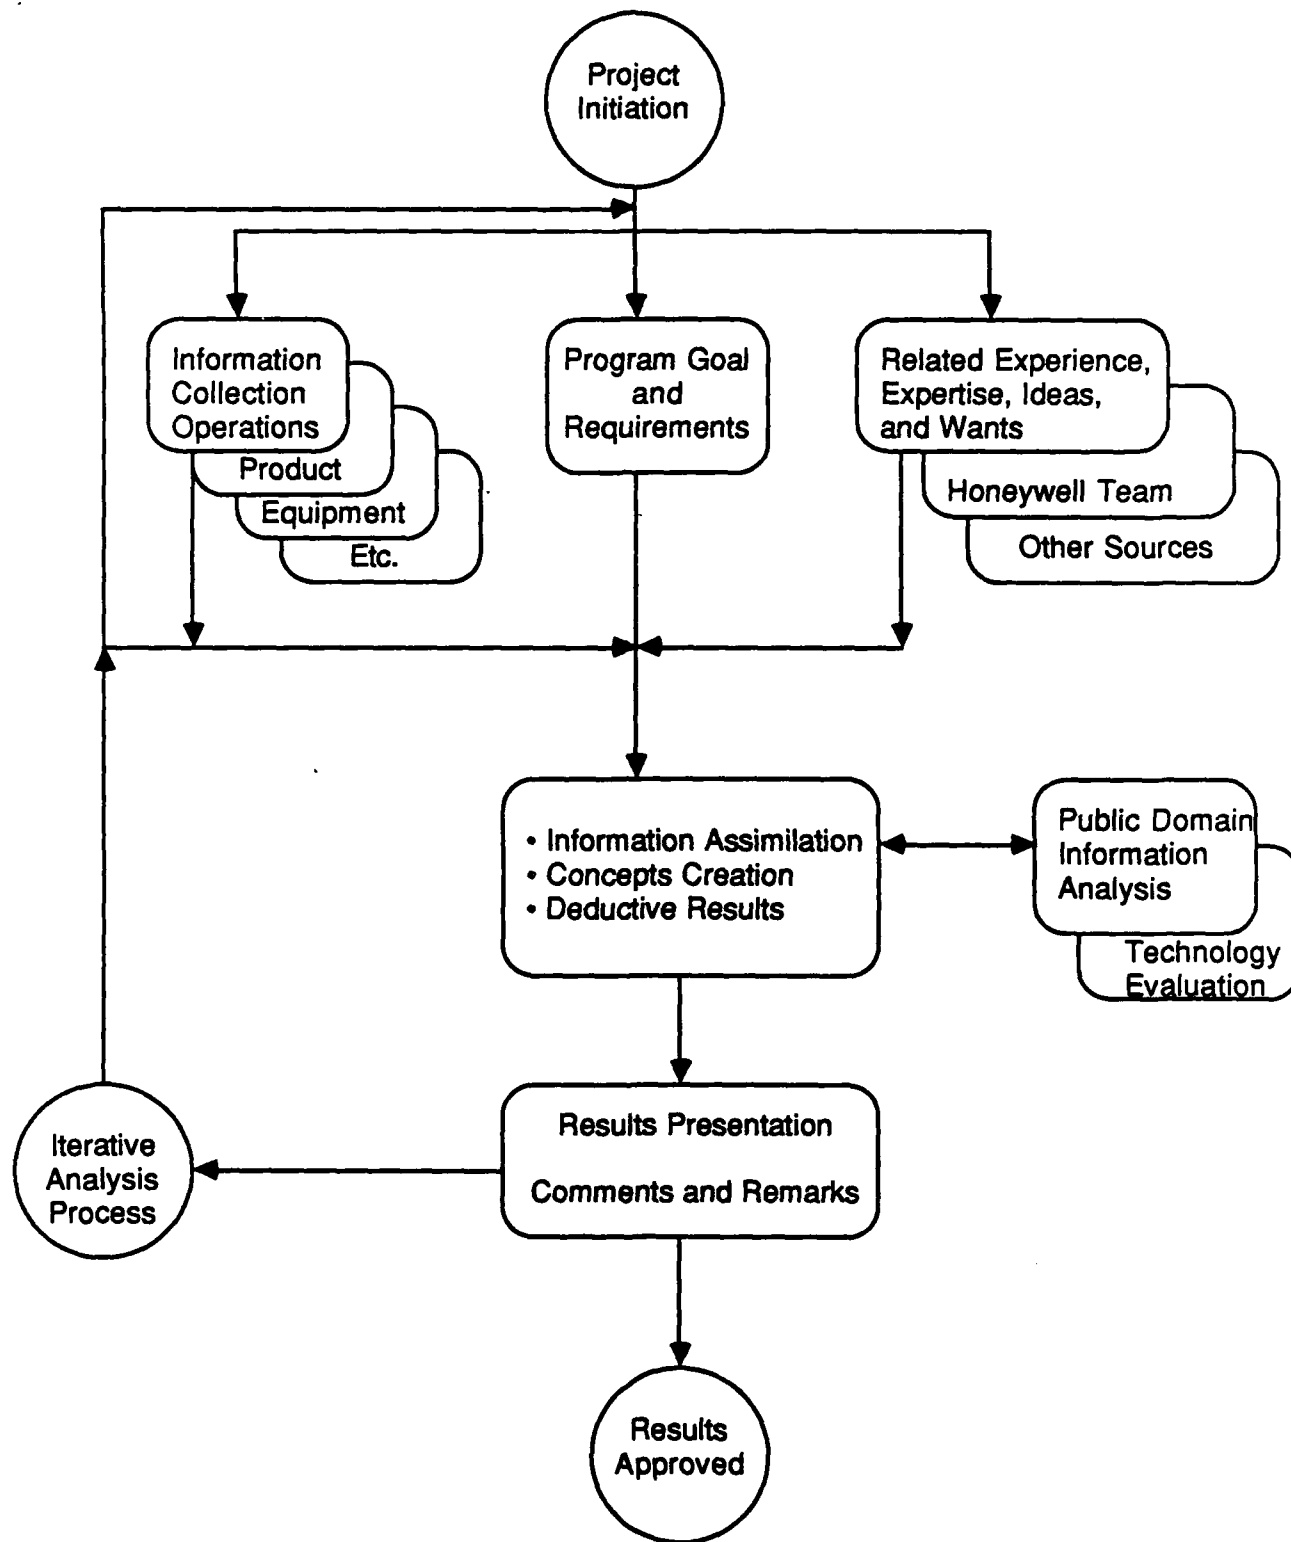 Project
Initiation
Information
Collection
Operations
Product
Equipment
Etc.
Program Goal
and
Requirements
Related Experience,
Expertise, Ideas,
and Wants
Honeywell Team
Other Sources
• Information Assimilation
• Concepts Creation
• Deductive Results
Public Domain
Information
Analysis
Technology
Evaluation
Results Presentation
Comments and Remarks
Iterative
Analysis
Process
Results
Approved